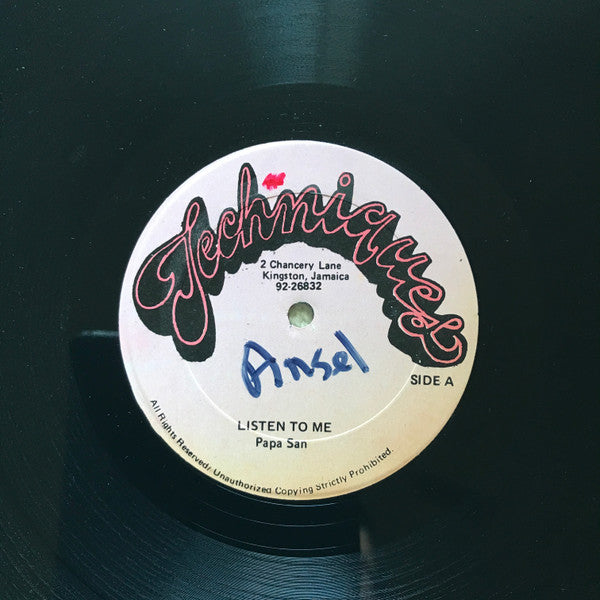 Techniques
2 Chancery Lane
Kingston, Jamaica
92-26832
Ansel
SIDE A
LISTEN TO ME
Papa San
All Rights Reserved; Unauthorized Copying Strictly Prohibited.